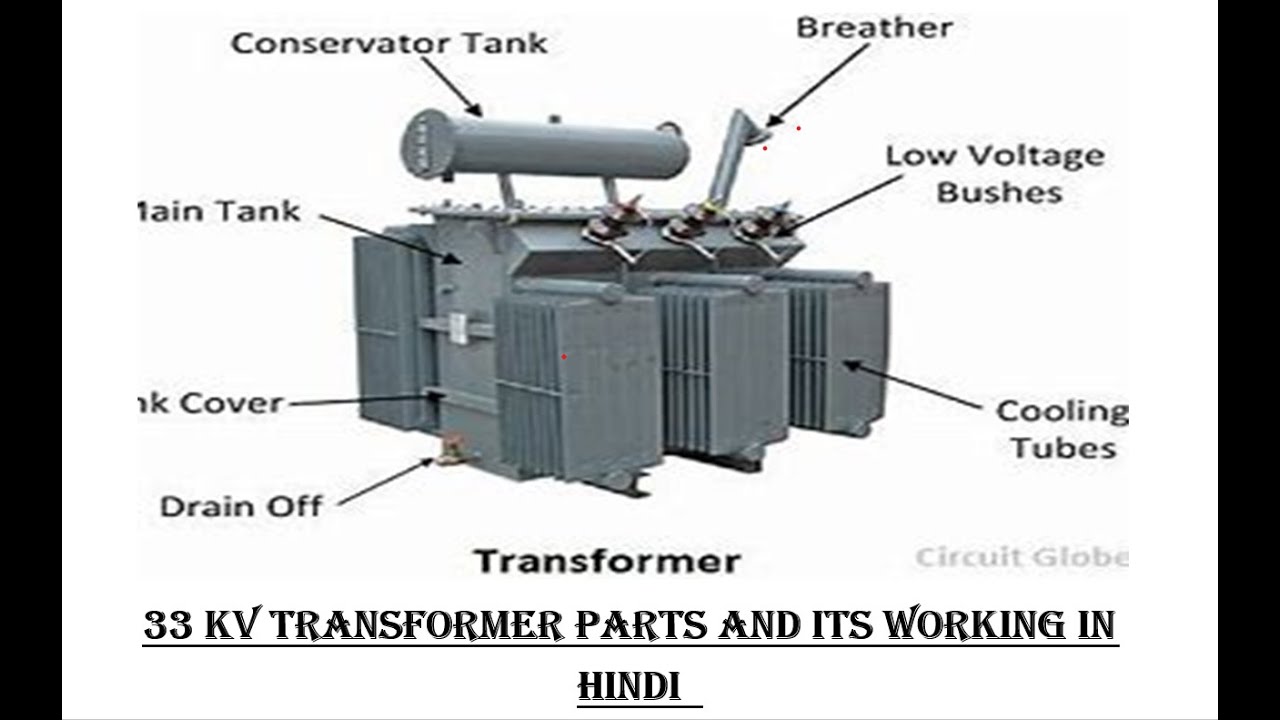 Conservator Tank
Breather
Low Voltage
Bushes
Main Tank
nk Cover
Cooling
Tubes
Drain Off
Transformer
Circuit Globe
33 KV TRANSFORMER PARTS AND ITS WORKING IN
HINDI